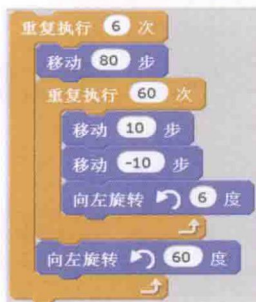 重复执行 6 次
移动 80 步
重复执行 60 次
移动 10 步
移动 -10 步
向左旋转 6 度
向左旋转 60 度